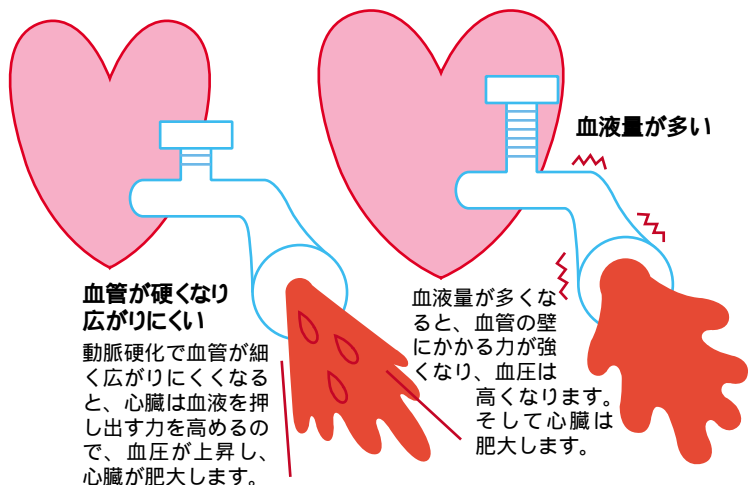 血管が硬くなり
広がりにくい
動脈硬化で血管が細
く広がりにくくなる
と、心臓は血液を押
し出す力を高めるの
で、血圧が上昇し、
心臓が肥大します。
血液量が多い
血液量が多くな
ると、血管の壁
にかかる力が強
くなり、血圧は
高くなります。
そして心臓は
肥大します。